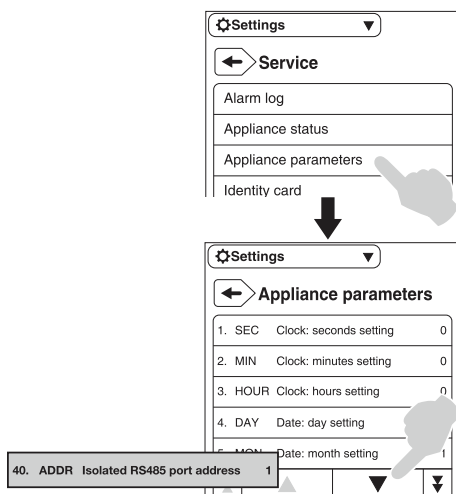 Settings ▼
Service
Alarm log
Appliance status
Appliance parameters
Identity card
Settings ▼
Appliance parameters
1. SEC Clock: seconds setting 0
2. MIN Clock: minutes setting 0
3. HOUR Clock: hours setting 0
4. DAY Date: day setting
5. MON Date: month setting 1
40. ADDR Isolated RS485 port address 1